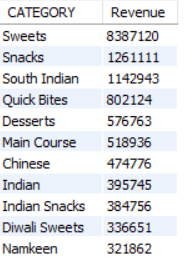 CATEGORY Revenue
Sweets 8387120
Snacks 1261111
South Indian 1142943
Quick Bites 802124
Desserts 576763
Main Course 518936
Chinese 474776
Indian 395745
Indian Snacks 384756
Diwali Sweets 336651
Namkeen 321862